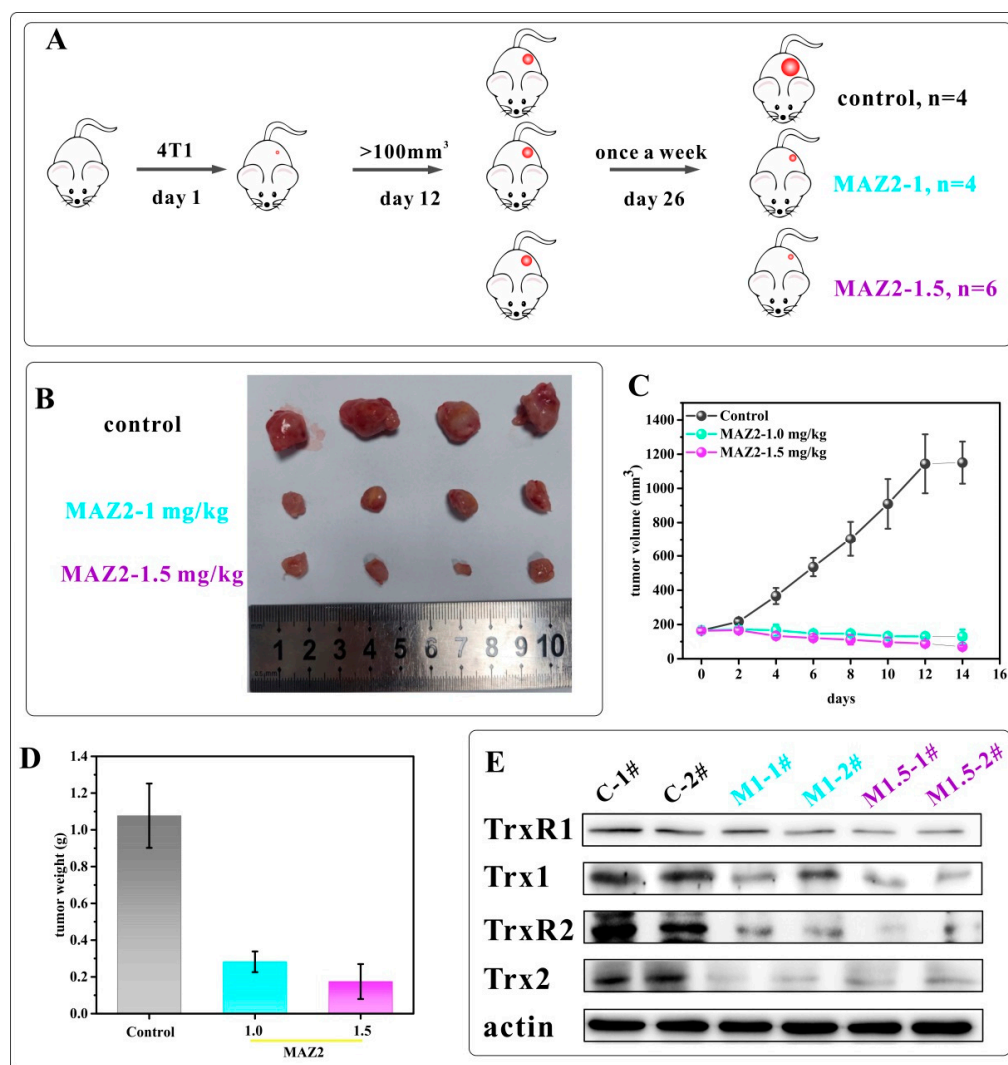 A
4T1
day 1
>100mm³
day 12
once a week
day 26
control, n=4
MAZ2-1, n=4
MAZ2-1.5, n=6
B
control
MAZ2-1 mg/kg
MAZ2-1.5 mg/kg
1 2 3 4 5 6 7 8 9 10
C
Control
MAZ2-1.0 mg/kg
MAZ2-1.5 mg/kg
tumor volume (mm³)
1400
1200
1000
800
600
400
200
0
0 2 4 6 8 10 12 14 16
days
D
tumor weight (g)
1.4
1.2
1.0
0.8
0.6
0.4
0.2
0.0
Control 1.0 1.5
MAZ2
E
C-1# C-2# M1-1# M1-2# M1.5-1# M1.5-2#
TrxR1
Trx1
TrxR2
Trx2
actin